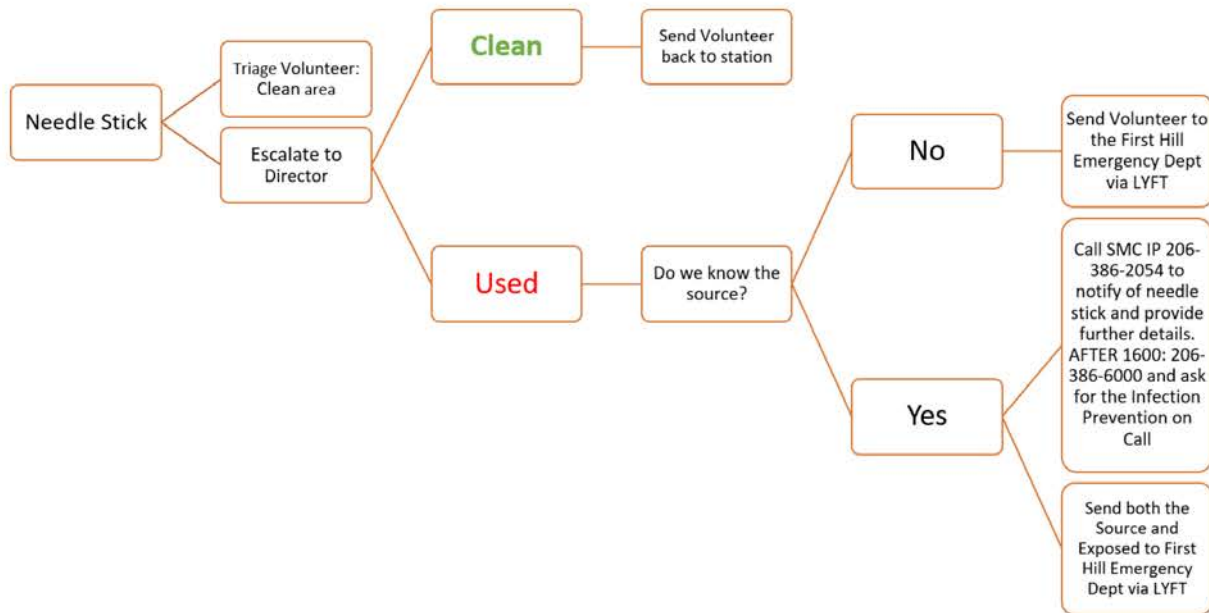 Needle Stick
Triage Volunteer:
Clean area
Escalate to
Director
Clean
Send Volunteer
back to station
Used
Do we know the
source?
No
Send Volunteer to
the First Hill
Emergency Dept
via LYFT
Yes
Call SMC IP 206-
386-2054 to
notify of needle
stick and provide
further details.
AFTER 1600: 206-
386-6000 and ask
for the Infection
Prevention on
Call
Send both the
Source and
Exposed to First
Hill Emergency
Dept via LYFT